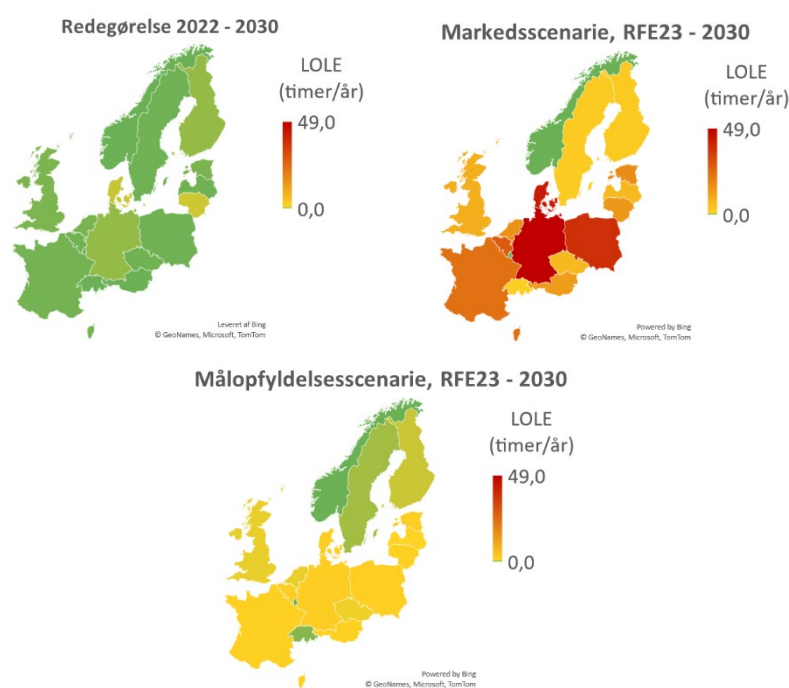 Redegørelse 2022 - 2030
LOLE
(timer/år)
49,0
0,0
Leveret af Bing
© GeoNames, Microsoft, TomTom
Markedsscenarie, RFE23 - 2030
LOLE
(timer/år)
49,0
0,0
Powered by Bing
© GeoNames, Microsoft, TomTom
Målopfyldelsesscenarie, RFE23 - 2030
LOLE
(timer/år)
49,0
0,0
Powered by Bing
© GeoNames, Microsoft, TomTom